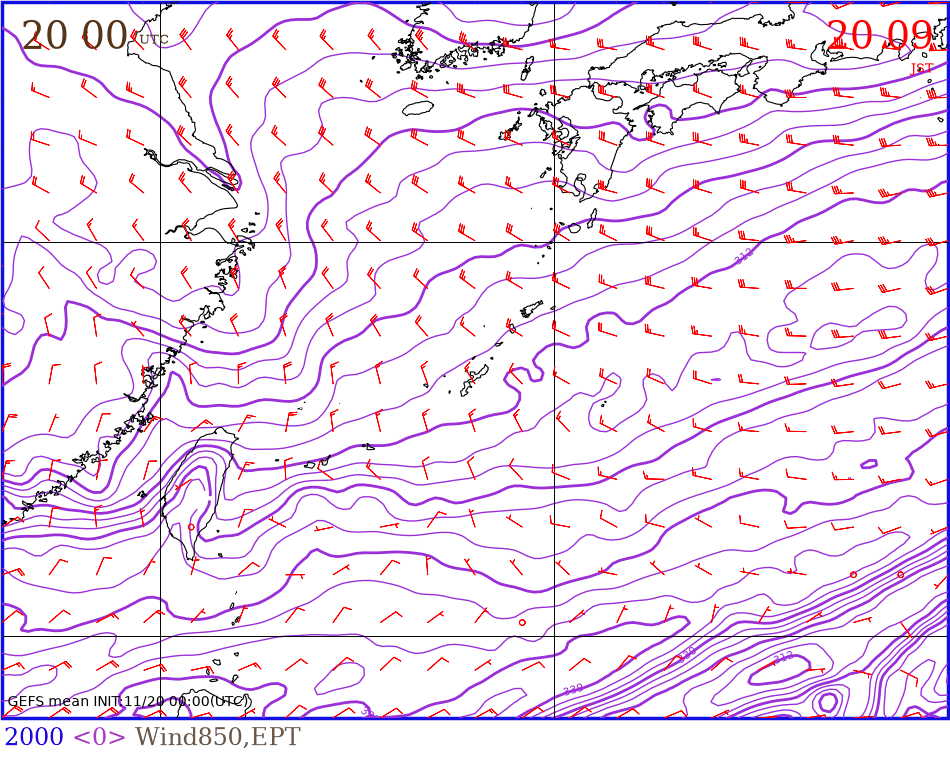 20 00 UTC
20 09 JST
312
330
312
339
GEFS mean INIT:11/20 00:00(UTC)
2000 <0> Wind850,EPT